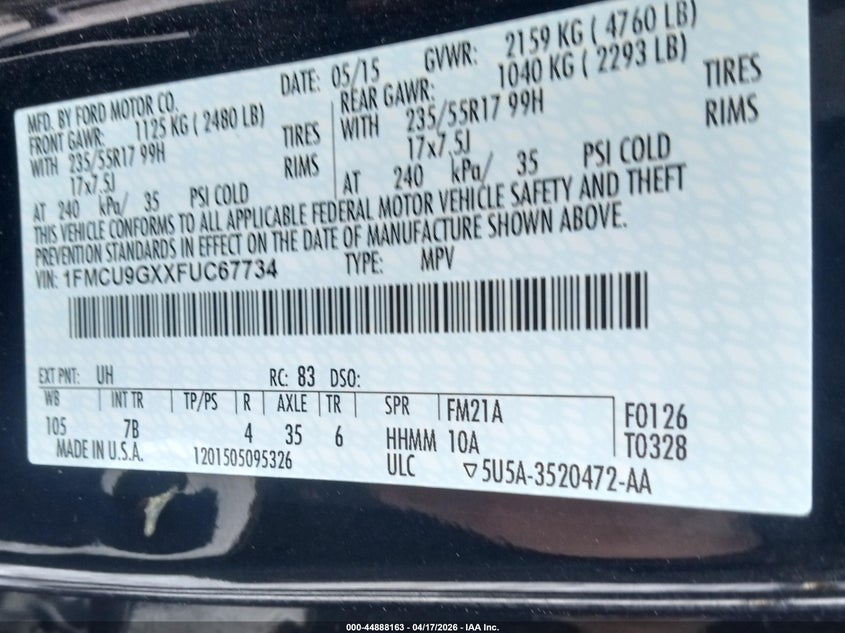 MFD. BY FORD MOTOR CO.
DATE: 05/15 GVWR: 2159 KG ( 4760 LB)
FRONT GAWR: 1125 KG ( 2480 LB)
WITH 235/55R17 99H TIRES
17x7.5J RIMS
AT 240 kPa/ 35 PSI COLD
REAR GAWR: 1040 KG ( 2293 LB)
WITH 235/55R17 99H TIRES
17x7.5J RIMS
AT 240 kPa/ 35 PSI COLD
THIS VEHICLE CONFORMS TO ALL APPLICABLE FEDERAL MOTOR VEHICLE SAFETY AND THEFT
PREVENTION STANDARDS IN EFFECT ON THE DATE OF MANUFACTURE SHOWN ABOVE.
VIN: 1FMCU9GXXFUC67734 TYPE: MPV
EXT PNT: UH RC: 83 DSO:
WB INT TR TP/PS R AXLE TR SPR FM21A F0126
105 7B 4 35 6 HHMM 10A T0328
MADE IN U.S.A. 1201505095326 ULC ▽5U5A-3520472-AA
000-44888163 - 04/17/2026 - IAA Inc.